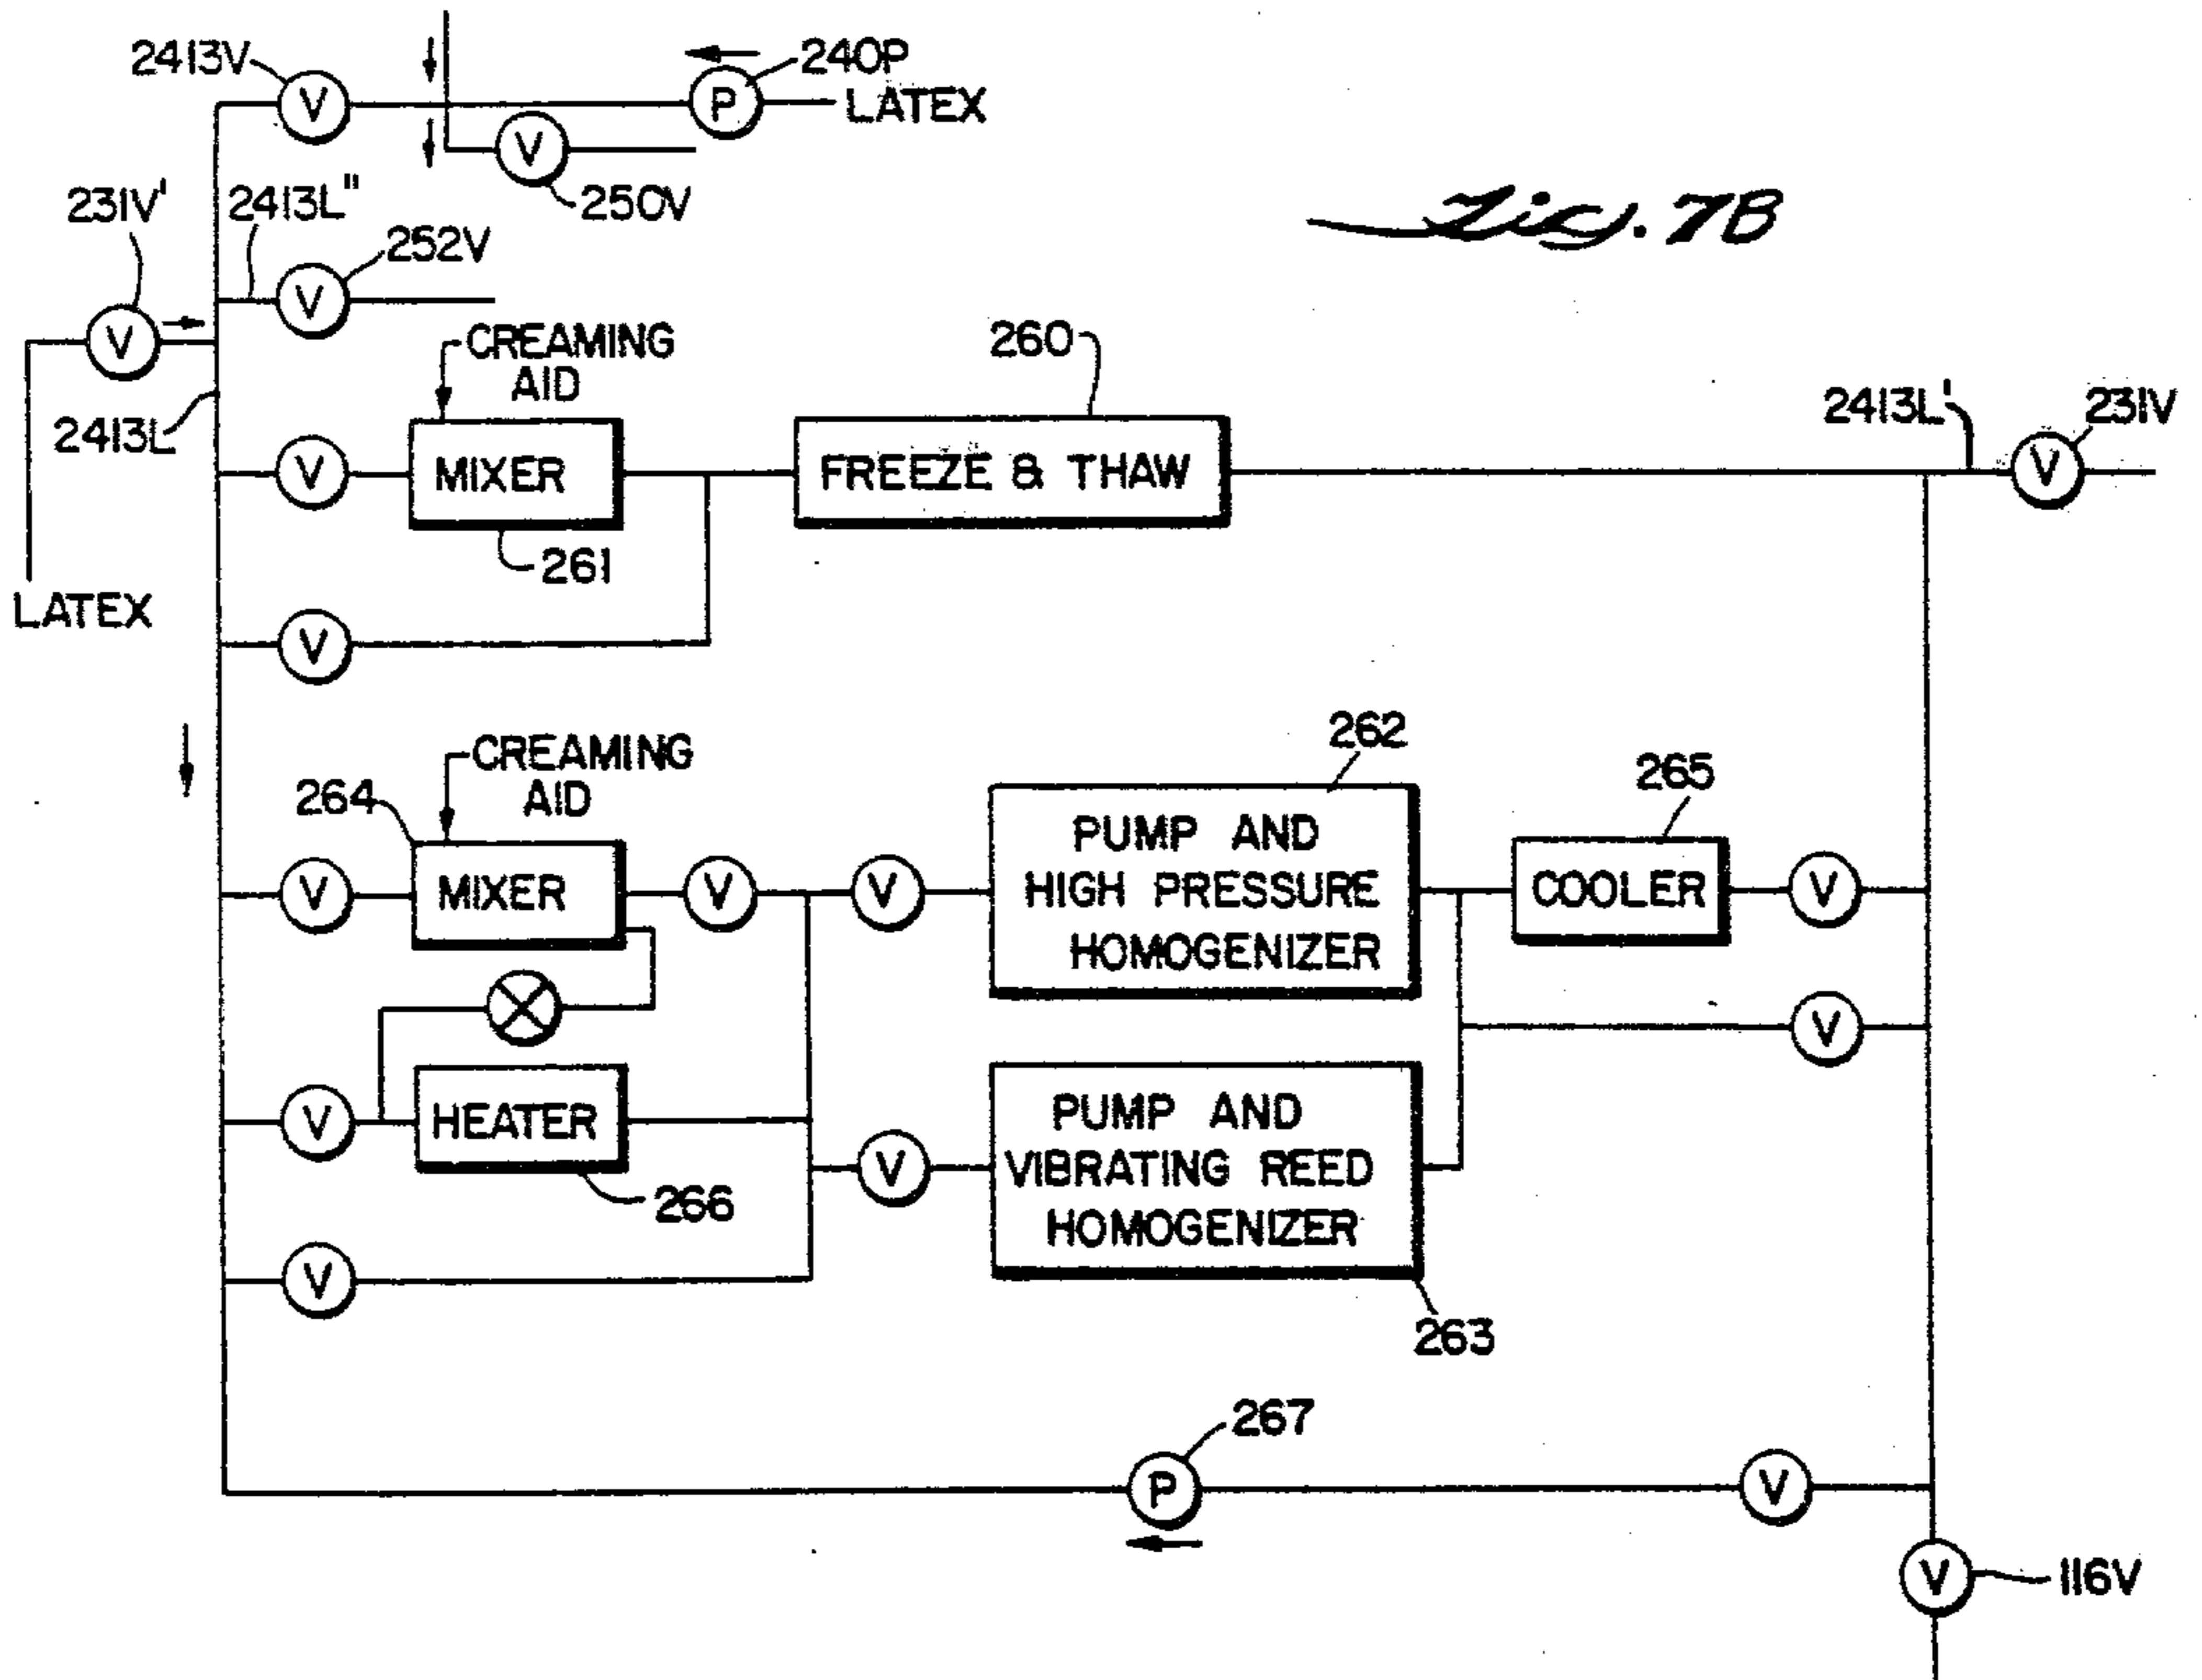 2413V
V
240P
P
LATEX
V
250V
Fig. 7B
231V'
2413L"
252V
V
V
CREAMING
AID
260
2413L
2413L'
231V
V
MIXER
FREEZE & THAW
V
261
LATEX
V
CREAMING
AID
262
265
264
PUMP AND
HIGH PRESSURE
HOMOGENIZER
V
MIXER
V
V
COOLER
V
V
V
HEATER
266
V
PUMP AND
VIBRATING REED
HOMOGENIZER
V
263
267
P
V
V
116V